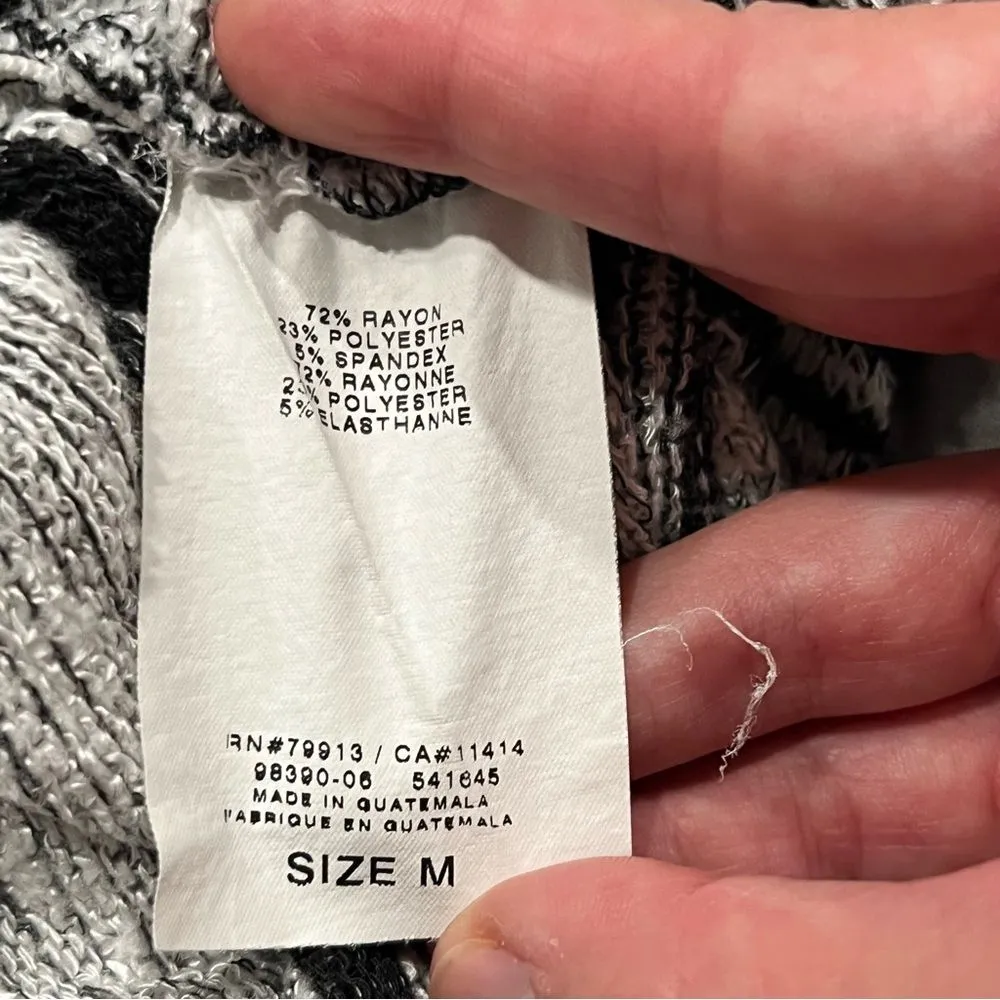 72% RAYON
23% POLYESTER
5% SPANDEX
72% RAYONNE
23% POLYESTER
5% ELASTHANNE
RN#79913 / CA#11414
98390-06 541645
MADE IN GUATEMALA
FABRIQUE EN GUATEMALA
SIZE M